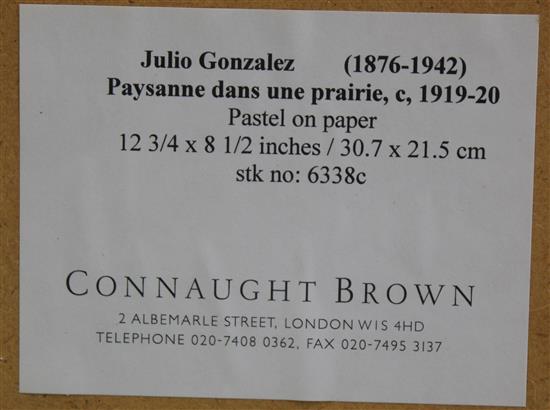 Julio Gonzalez (1876-1942)
Paysanne dans une prairie, c, 1919-20
Pastel on paper
12 3/4 x 8 1/2 inches / 30.7 x 21.5 cm
stk no: 6338c
CONNAUGHT BROWN
2 ALBEMARLE STREET, LONDON W1S 4HD
TELEPHONE 020-7408 0362, FAX 020-7495 3137